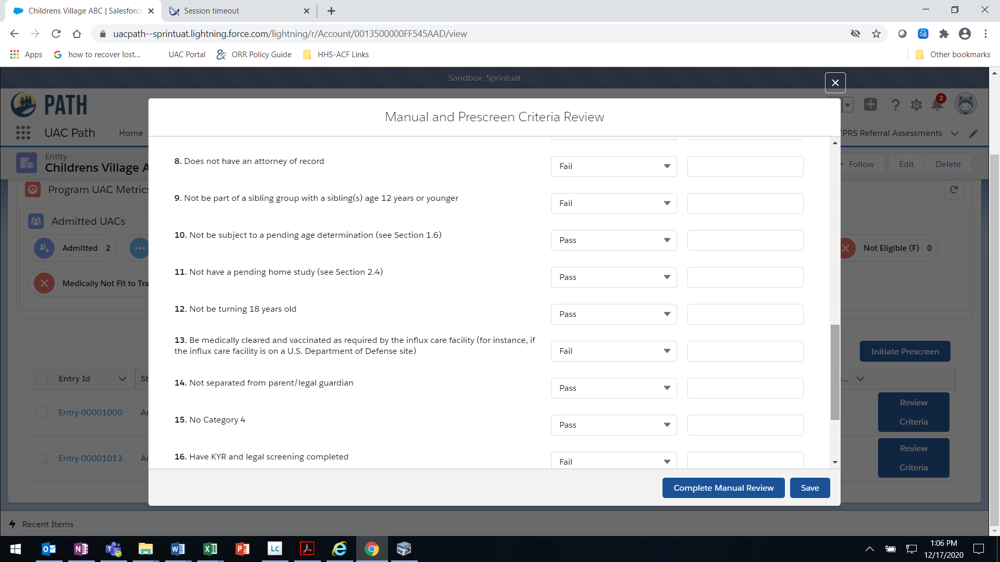 Childrens Village ABC | Salesforce
Session timeout
uacpath--sprintuat.lightning.force.com/lightning/r/Account/0013500000FF545AAD/view
Apps
how to recover lost...
UAC Portal
ORR Policy Guide
HHS-ACF Links
Other bookmarks
Sandbox: Sprintuat
PATH
2
UAC Path
Home
PRS Referral Assessments
Entity
Childrens Village A
Follow
Edit
Delete
Program UAC Metrics
Admitted UACs
Admitted 2
Not Eligible (F) 0
Medically Not Fit to Tra
Initiate Prescreen
Entry Id
St
...
Entry-00001000
Ac
Review Criteria
Entry-00001013
Ac
Review Criteria
Manual and Prescreen Criteria Review
8. Does not have an attorney of record
Fail
9. Not be part of a sibling group with a sibling(s) age 12 years or younger
Fail
10. Not be subject to a pending age determination (see Section 1.6)
Pass
11. Not have a pending home study (see Section 2.4)
Pass
12. Not be turning 18 years old
Pass
13. Be medically cleared and vaccinated as required by the influx care facility (for instance, if
the influx care facility is on a U.S. Department of Defense site)
Fail
14. Not separated from parent/legal guardian
Pass
15. No Category 4
Pass
16. Have KYR and legal screening completed
Fail
Complete Manual Review
Save
Recent Items
Lc
1:06 PM
12/17/2020